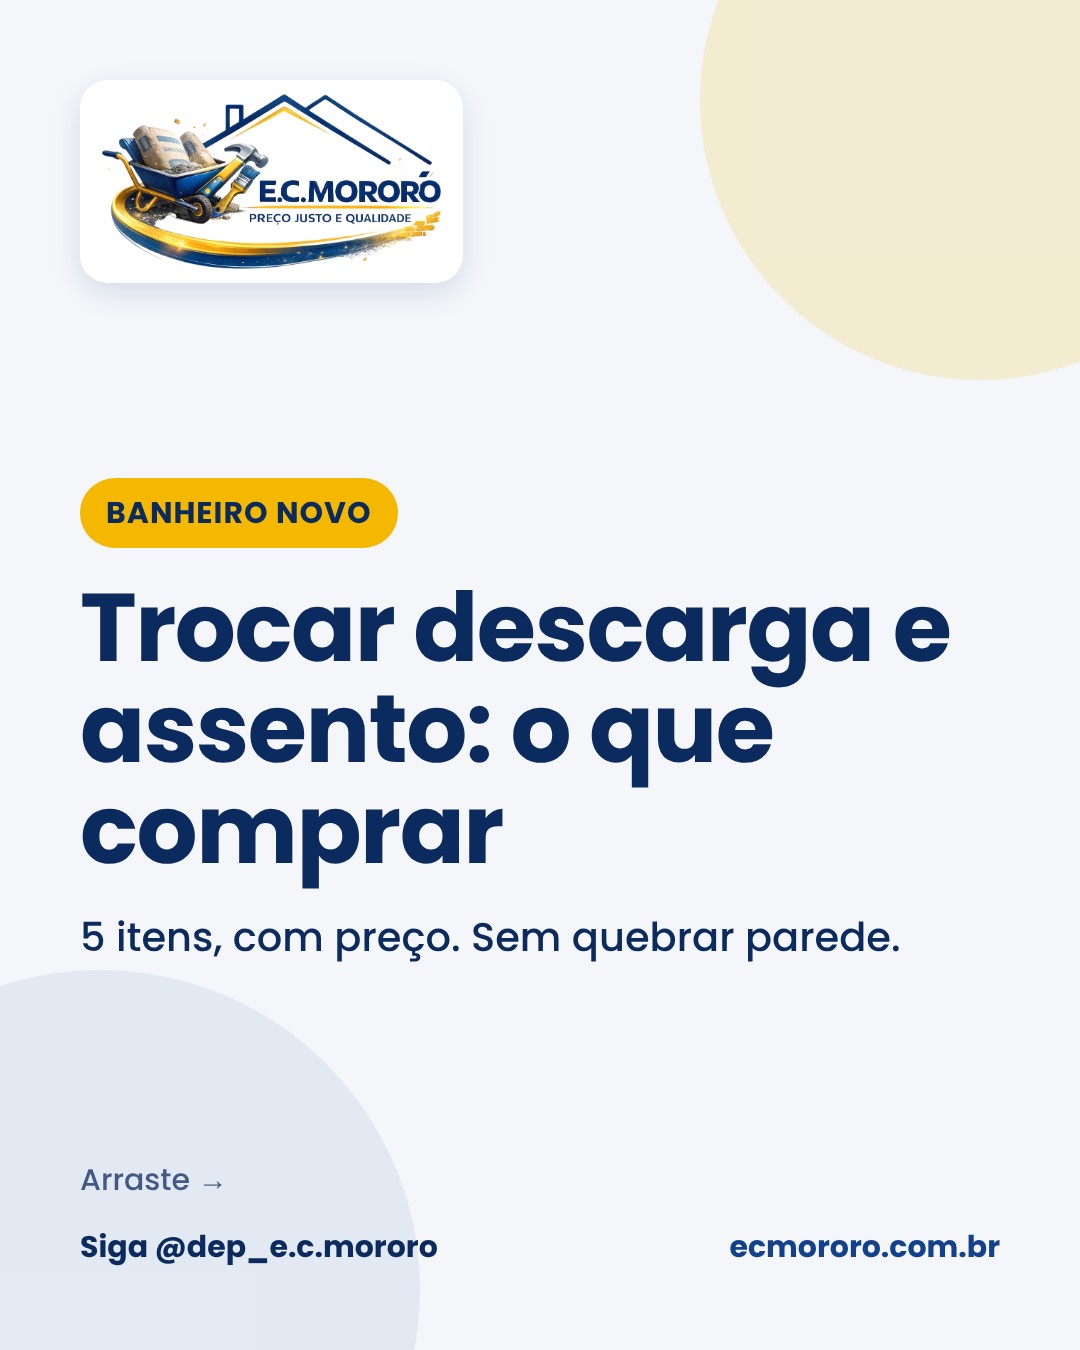 E.C.MORORÓ
PREÇO JUSTO E QUALIDADE
BANHEIRO NOVO
Trocar descarga e
assento: o que
comprar
5 itens, com preço. Sem quebrar parede.
Arraste →
Siga @dep_e.c.mororo
ecmororo.com.br